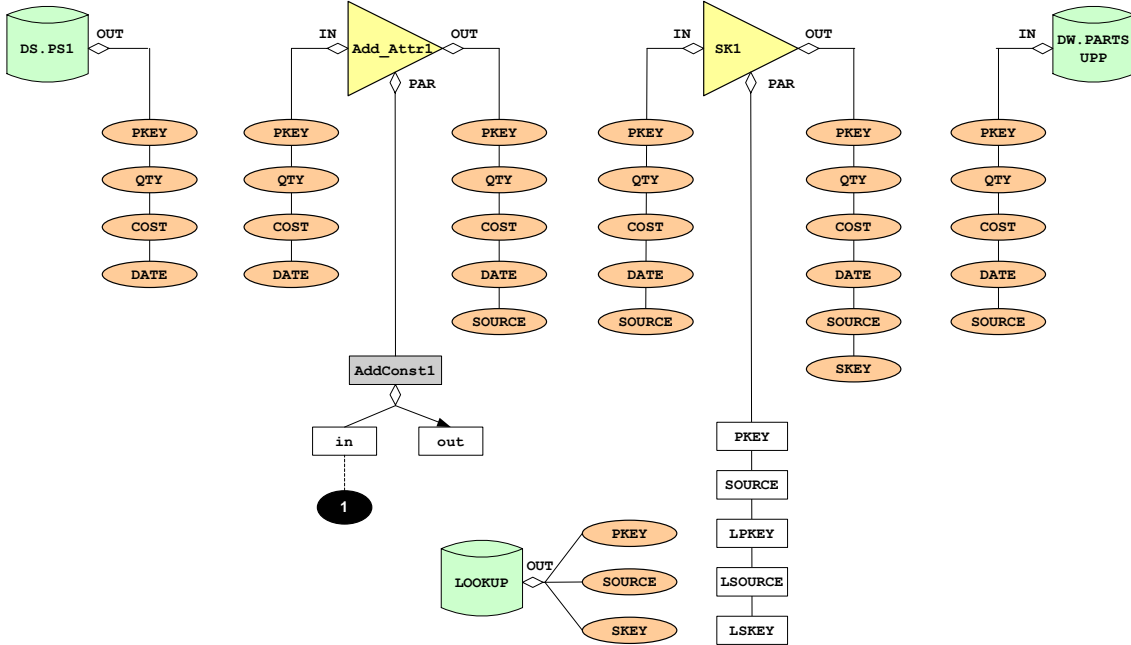 DS.PS1
OUT
IN
Add_Attr1
OUT
PAR
IN
SK1
OUT
PAR
IN
DW.PARTS
UPP
PKEY
QTY
COST
DATE
PKEY
QTY
COST
DATE
PKEY
QTY
COST
DATE
SOURCE
PKEY
QTY
COST
DATE
SOURCE
PKEY
QTY
COST
DATE
SOURCE
SKEY
PKEY
QTY
COST
DATE
SOURCE
AddConst1
in
out
1
PKEY
SOURCE
LPKEY
LSOURCE
LSKEY
LOOKUP
OUT
PKEY
SOURCE
SKEY